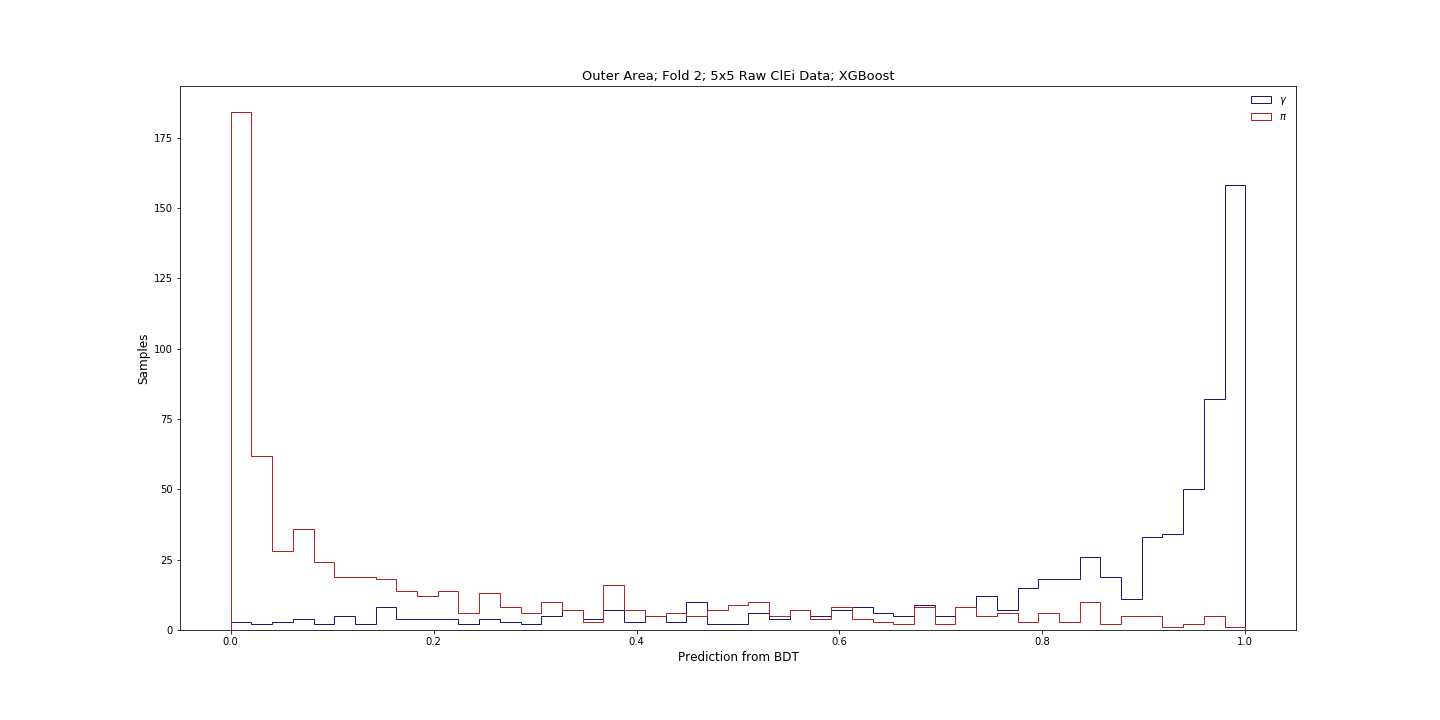 Outer Area; Fold 2; 5x5 Raw ClEi Data; XGBoost
γ
π
175
150
125
100
75
50
25
0
Samples
0.0 0.2 0.4 0.6 0.8 1.0
Prediction from BDT